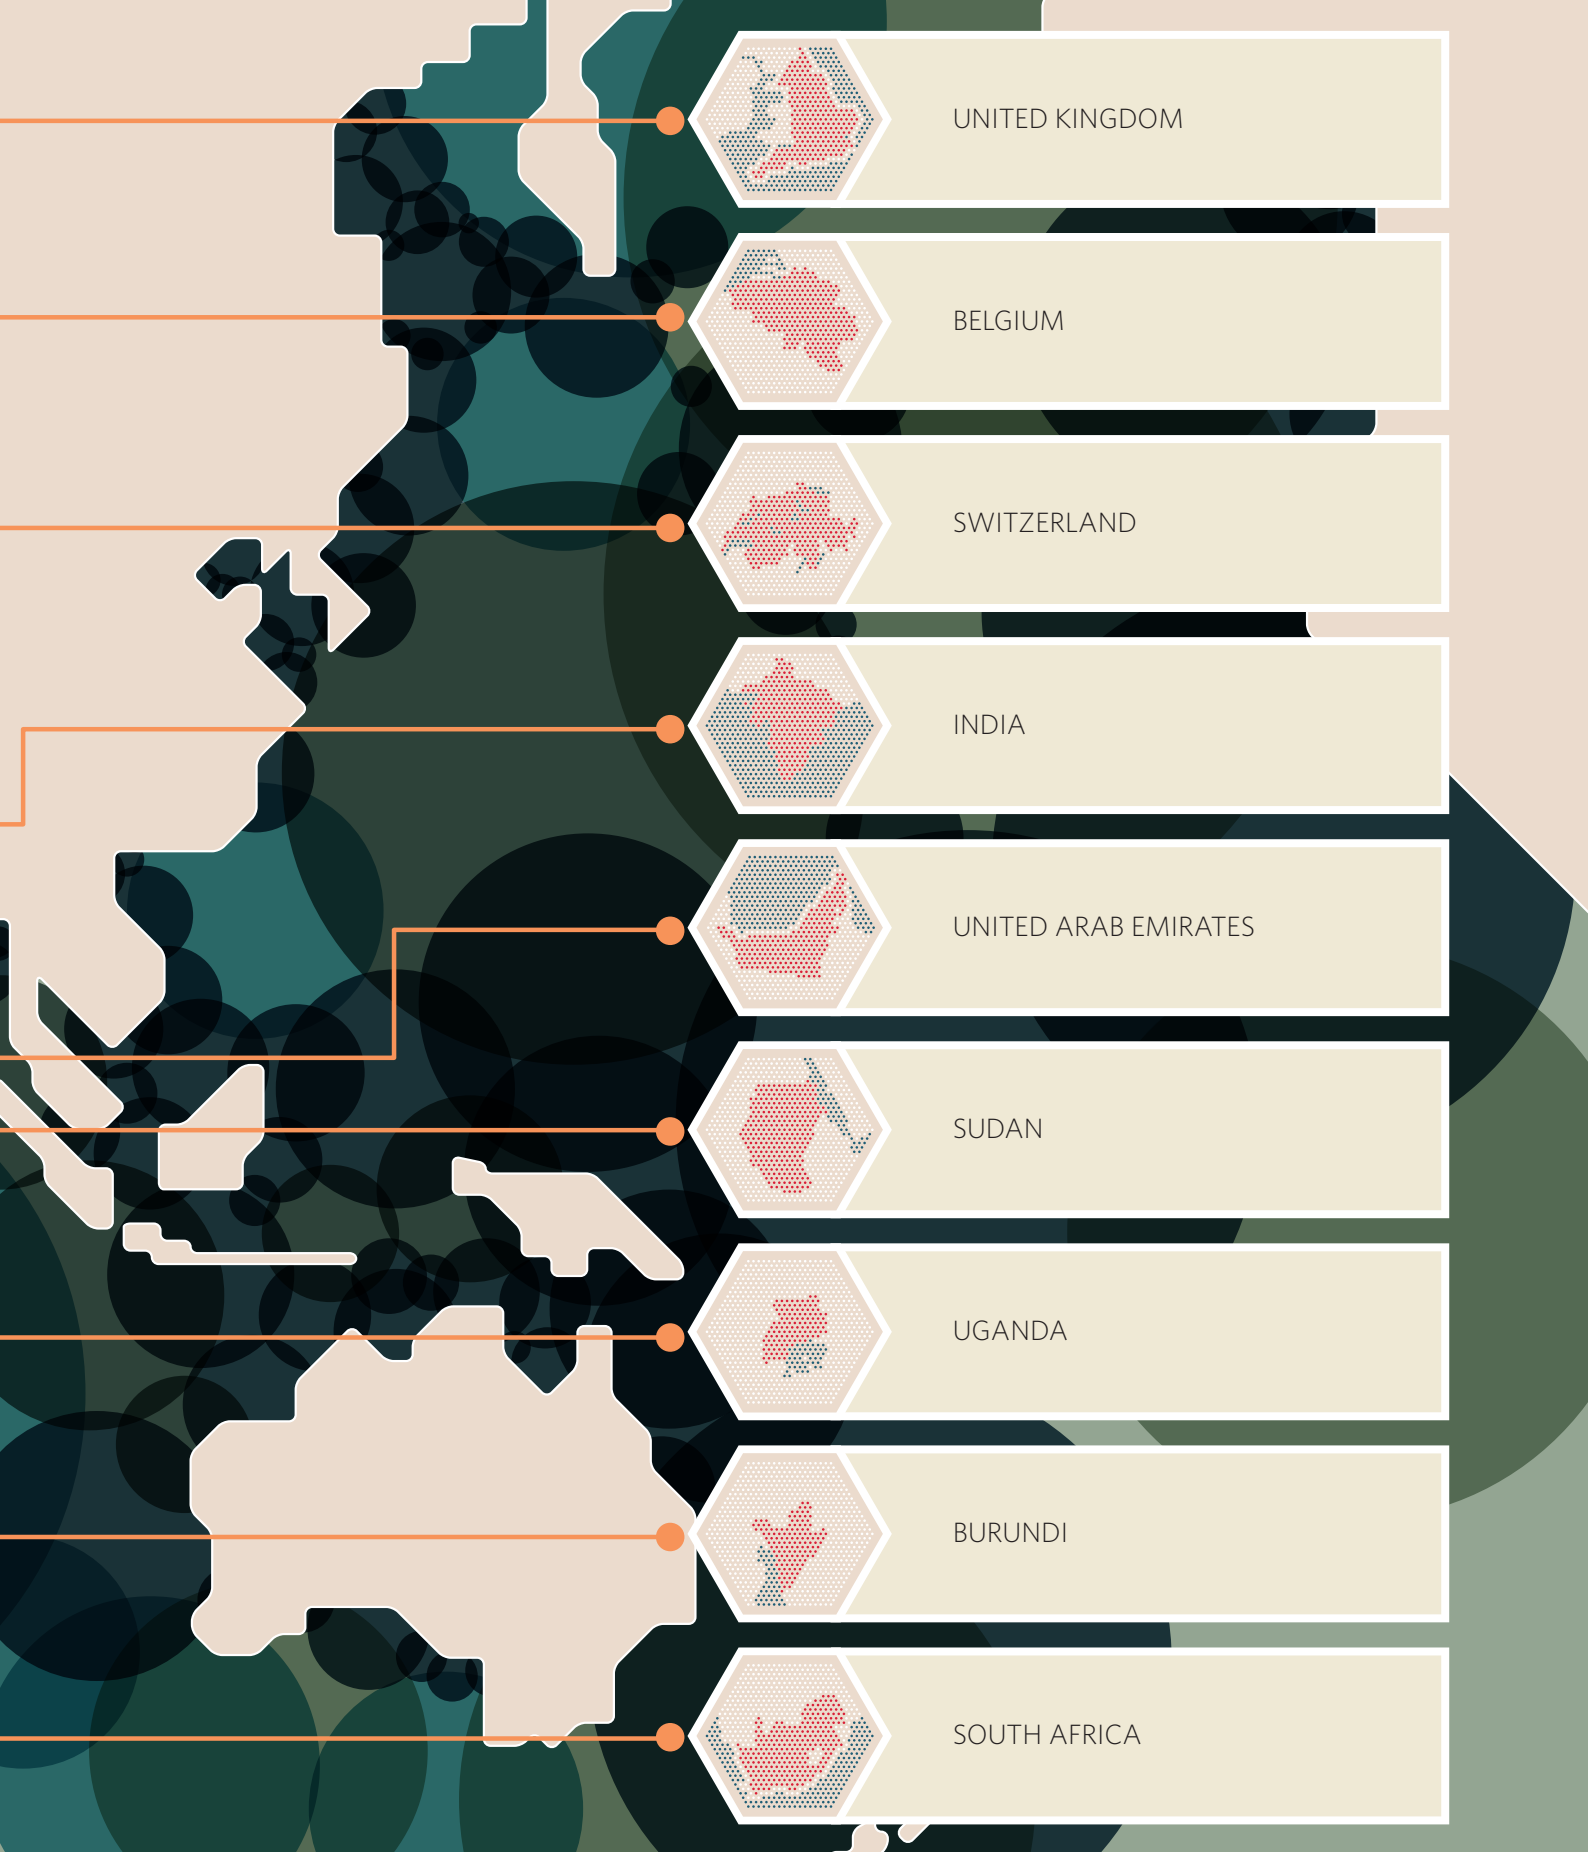 UNITED KINGDOM
BELGIUM
SWITZERLAND
INDIA
UNITED ARAB EMIRATES
SUDAN
UGANDA
BURUNDI
SOUTH AFRICA